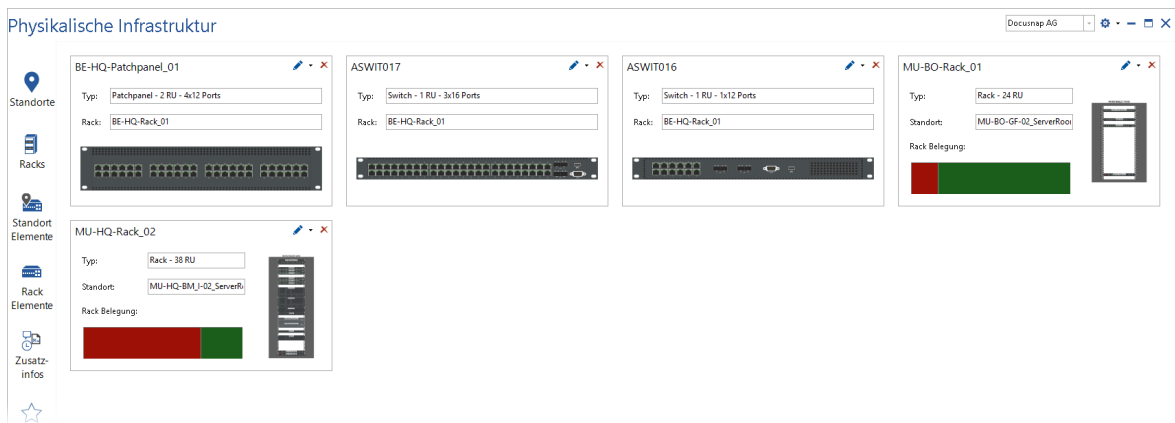 Physikalische Infrastruktur
Docusnap AG
Standorte
Racks
Standort
Elemente
Rack
Elemente
Zusatz-
infos
BE-HQ-Patchpanel_01
Typ: Patchpanel - 2 RU - 4x12 Ports
Rack: BE-HQ-Rack_01
ASWIT017
Typ: Switch - 1 RU - 3x16 Ports
Rack: BE-HQ-Rack_01
ASWIT016
Typ: Switch - 1 RU - 1x12 Ports
Rack: BE-HQ-Rack_01
MU-BO-Rack_01
Typ: Rack - 24 RU
Standort: MU-BO-GF-02_ServerRoo
Rack Belegung:
MU-HQ-Rack_02
Typ: Rack - 38 RU
Standort: MU-HQ-BM_I-02_ServerR
Rack Belegung: